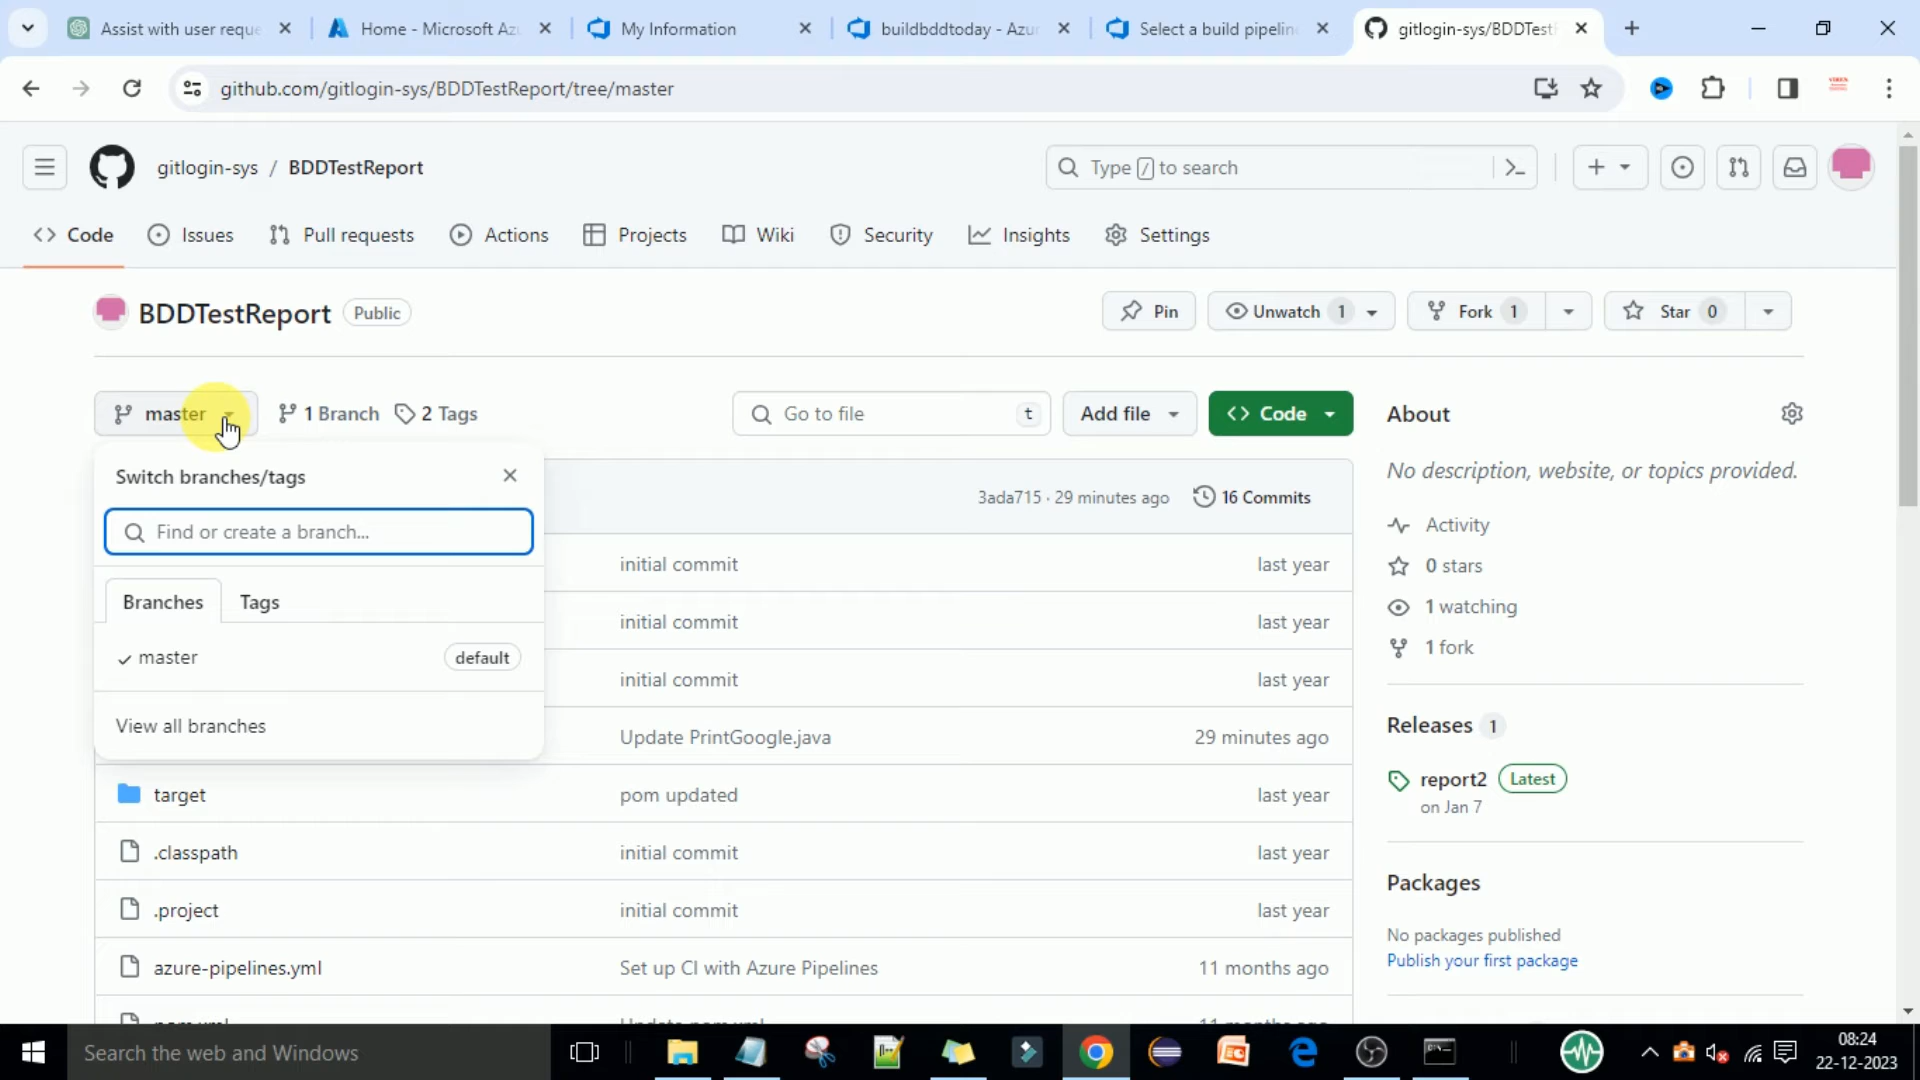 Assist with user reque
Home - Microsoft Azu
My Information
buildbddtoday - Azur
Select a build pipeline
gitlogin-sys/BDDTestR
github.com/gitlogin-sys/BDDTestReport/tree/master
gitlogin-sys / BDDTestReport
Type / to search
Code
Issues
Pull requests
Actions
Projects
Wiki
Security
Insights
Settings
BDDTestReport
Public
Pin
Unwatch 1
Fork 1
Star 0
master
1 Branch
2 Tags
Go to file
t
Add file
<> Code
About
Switch branches/tags
Find or create a branch...
Branches
Tags
master
default
View all branches
3ada715 · 29 minutes ago
16 Commits
initial commit
last year
initial commit
last year
initial commit
last year
Update PrintGoogle.java
29 minutes ago
target
pom updated
last year
.classpath
initial commit
last year
.project
initial commit
last year
azure-pipelines.yml
Set up CI with Azure Pipelines
11 months ago
No description, website, or topics provided.
Activity
0 stars
1 watching
1 fork
Releases 1
report2
Latest
on Jan 7
Packages
No packages published
Publish your first package
Search the web and Windows
08:24
22-12-2023